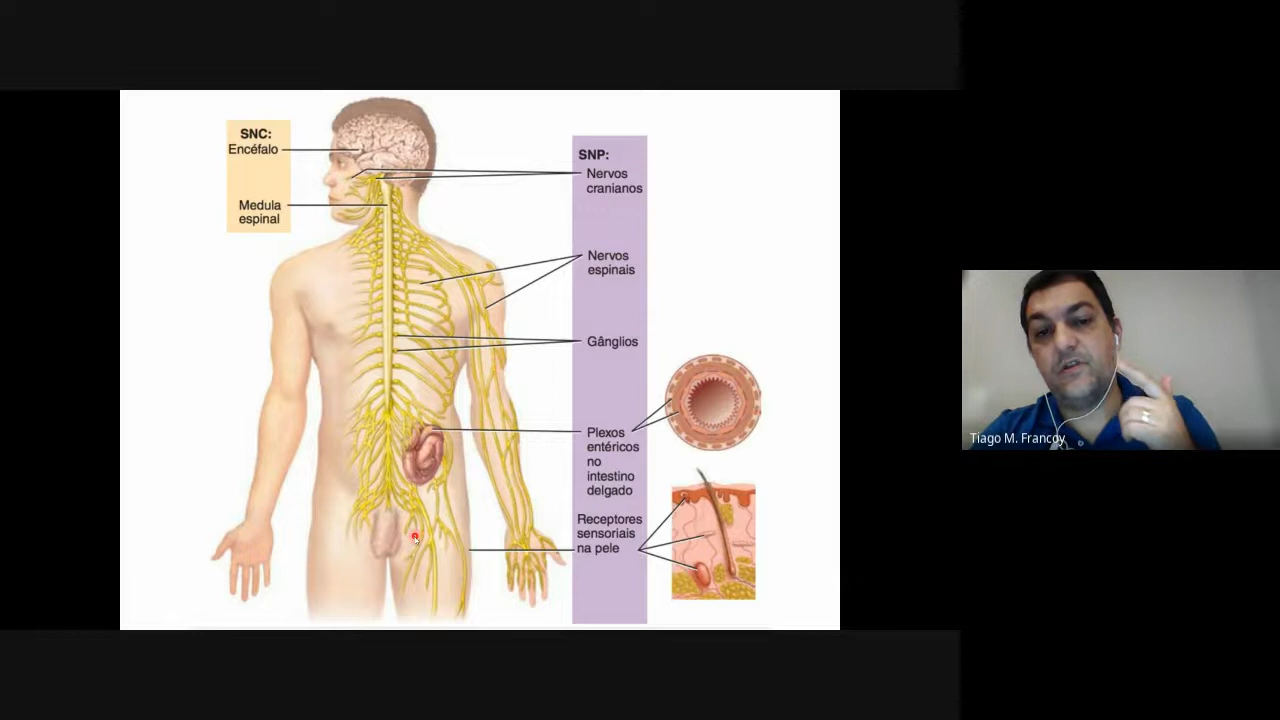 SNC:
Encéfalo
Medula
espinal
SNP:
Nervos
cranianos
Nervos
espinais
Gânglios
Plexos
entéricos
no
intestino
delgado
Receptores
sensoriais
na pele
Tiago M. Francoy